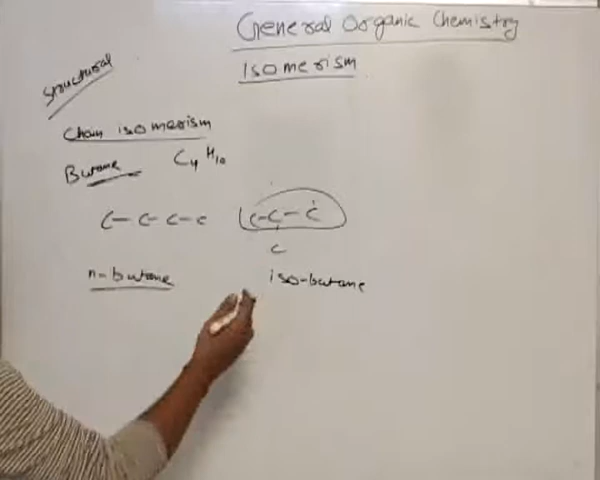 General Organic Chemistry
Isomerism
Structural
Chain isomerism
Butane C4H10
C-C-C-C C-C-C
C
n-butane iso-butane